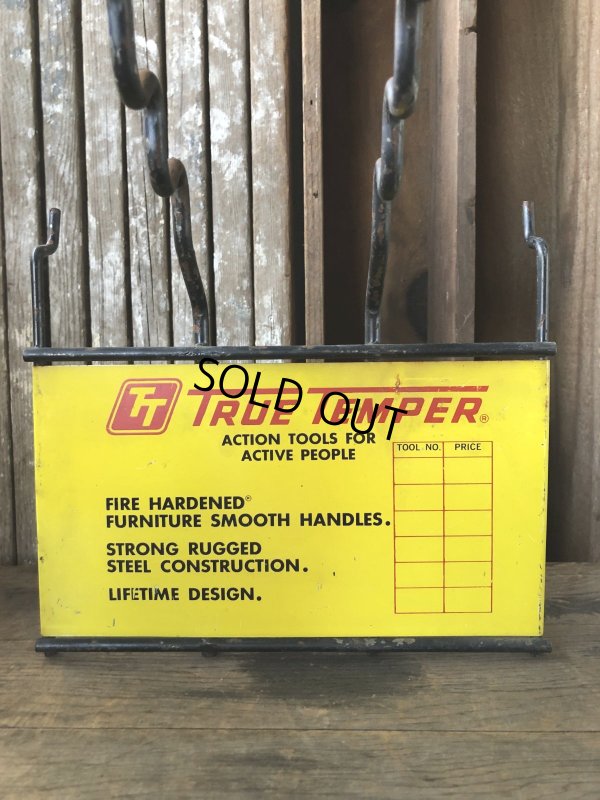 TT TRUE TEMPER®
SOLD OUT
ACTION TOOLS FOR
ACTIVE PEOPLE
TOOL NO. PRICE
FIRE HARDENED®
FURNITURE SMOOTH HANDLES.
STRONG RUGGED
STEEL CONSTRUCTION.
LIFETIME DESIGN.